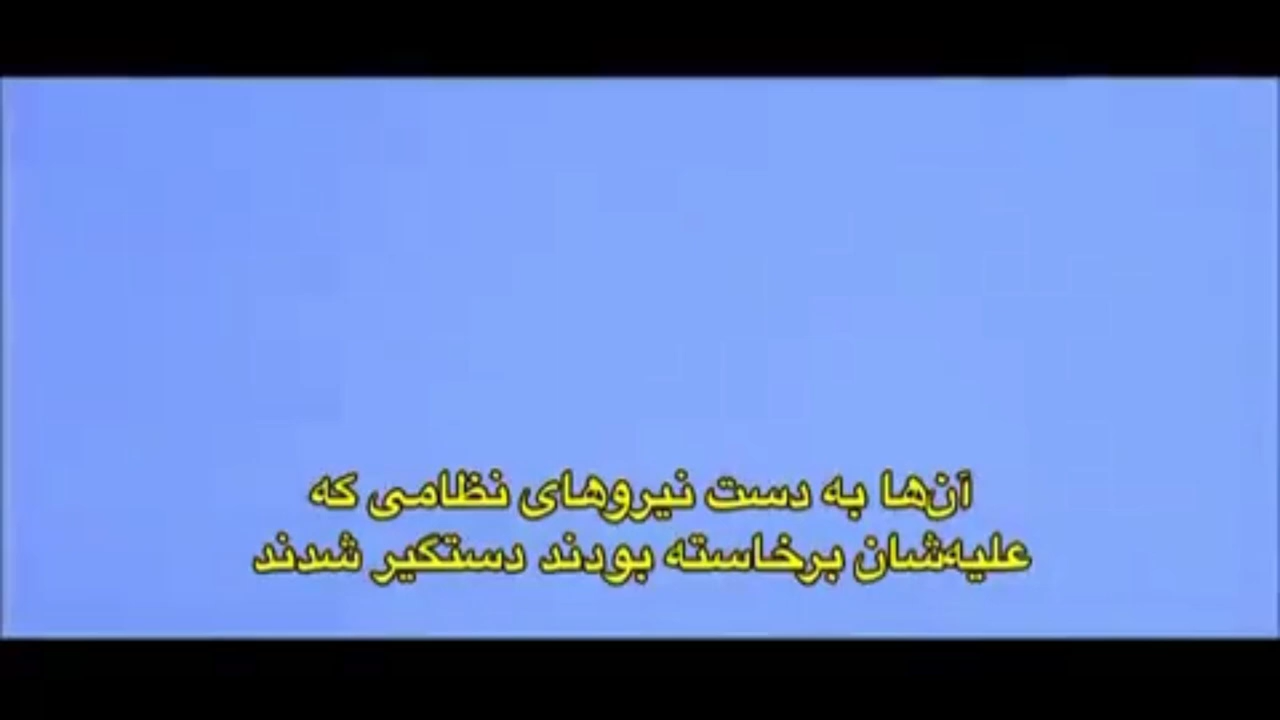 آن‌ها به دست نیروهای نظامی که
علیه‌شان برخاسته بودند دستگیر شدند